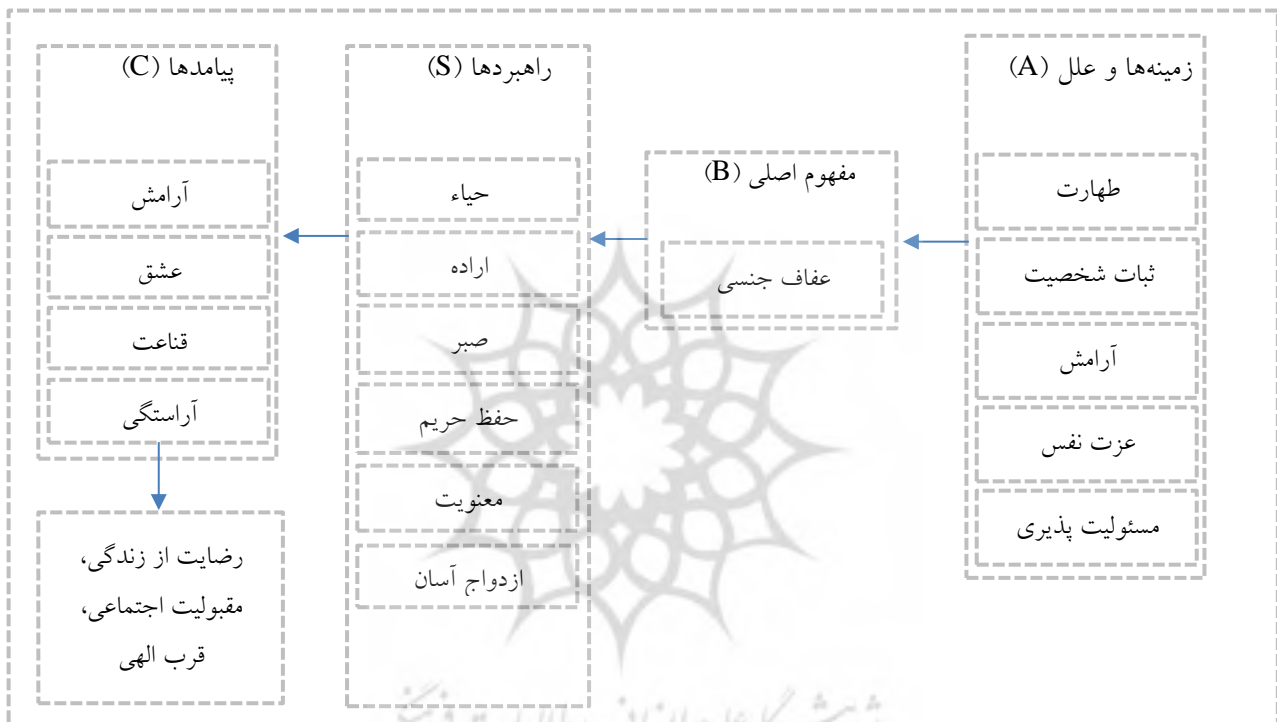 زمینه‌ها و علل (A)
طهارت
ثبات شخصیت
آرامش
عزت نفس
مسئولیت پذیری
مفهوم اصلی (B)
عفاف جنسی
راهبردها (S)
حیاء
اراده
صبر
حفظ حریم
معنویت
ازدواج آسان
پیامدها (C)
آرامش
عشق
قناعت
آراستگی
رضایت از زندگی،
مقبولیت اجتماعی،
قرب الهی